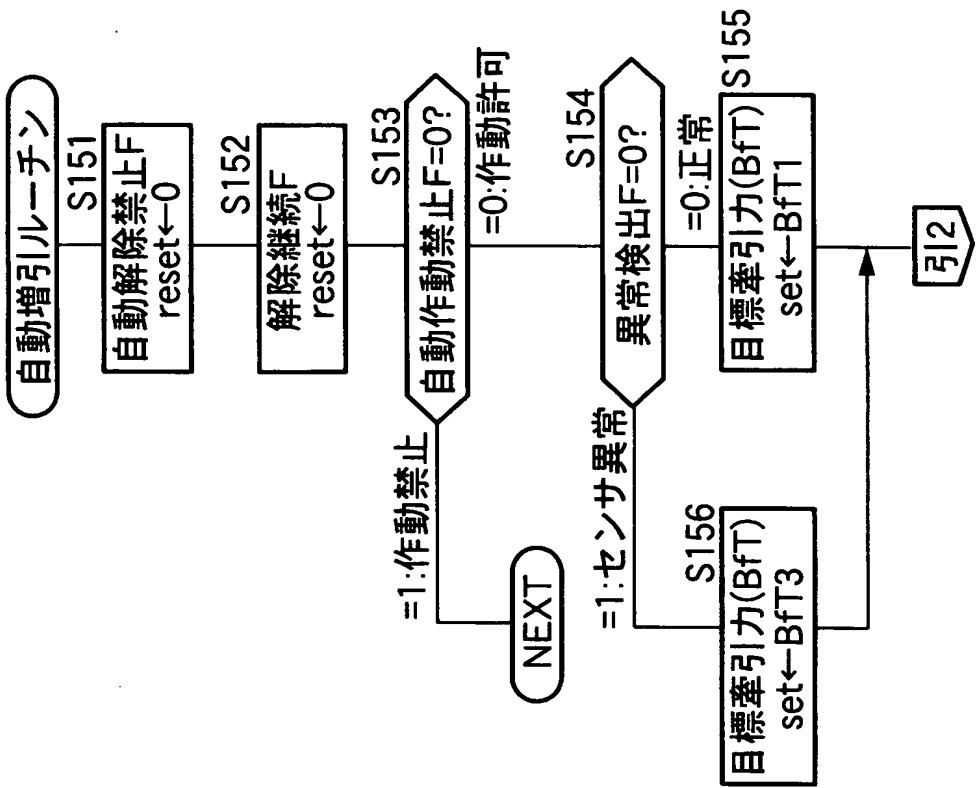 自動増引ルーチン
S151
自動解除禁止F
reset←0
S152
解除継続F
reset←0
S153
自動作動禁止F=0?
=1:作動禁止
=0:作動許可
NEXT
S154
異常検出F=0?
=1:センサ異常
=0:正常
S156
目標牽引力(BfT)
set←BfT3
S155
目標牽引力(BfT)
set←BfT1
引2